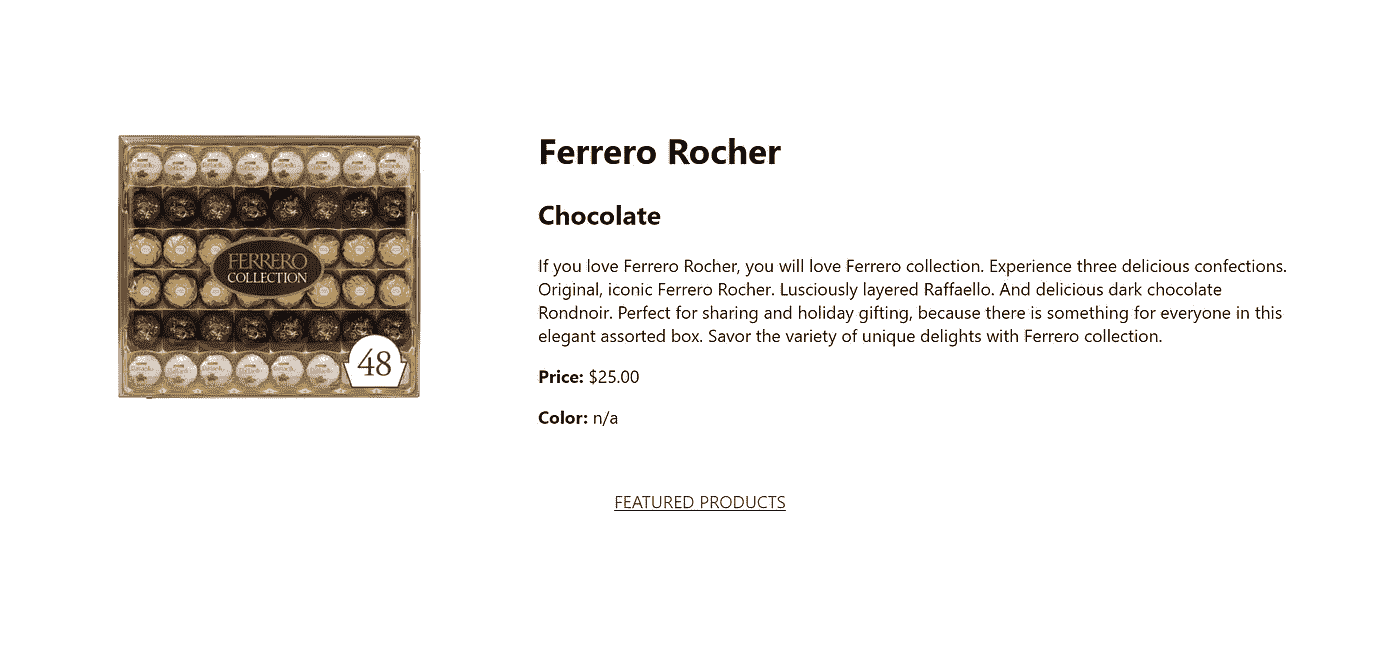 Ferrero Rocher
Chocolate
If you love Ferrero Rocher, you will love Ferrero collection. Experience three delicious confections.
Original, iconic Ferrero Rocher. Lusciously layered Raffaello. And delicious dark chocolate
Rondnoir. Perfect for sharing and holiday gifting, because there is something for everyone in this
elegant assorted box. Savor the variety of unique delights with Ferrero collection.
Price: $25.00
Color: n/a
FERRERO
COLLECTION
48
FEATURED PRODUCTS